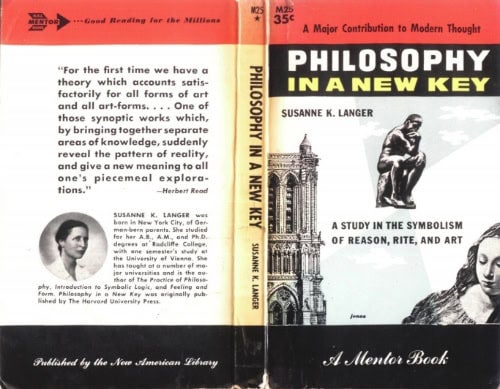 MENTOR
...Good Reading for the Millions
"For the first time we have a
theory which accounts satis-
factorily for all forms of art
and all art-forms. . . . One of
those synoptic works which,
by bringing together separate
areas of knowledge, suddenly
reveal the pattern of reality,
and give a new meaning to all
one's piecemeal explora-
tions."
—Herbert Read
SUSANNE K. LANGER was
born in New York City, of
German-born parents. She studied
for her A.B., A.M., and Ph.D.
degrees at Radcliffe College,
with one semester's study at
the University of Vienna. She
has taught at a number of ma-
jor universities and is the au-
thor of The Practice of Philoso-
phy, Introduction to Symbolic Logic, and Feeling and
Form. Philosophy in a New Key was originally pub-
lished by The Harvard University Press.
Published by the New American Library
M25
★
PHILOSOPHY IN A NEW KEY
SUSANNE K. LANGER
M25
35¢
A Major Contribution to Modern Thought
PHILOSOPHY
IN A NEW KEY
SUSANNE K. LANGER
A STUDY IN THE SYMBOLISM
OF REASON, RITE, AND ART
jonas
A Mentor Book